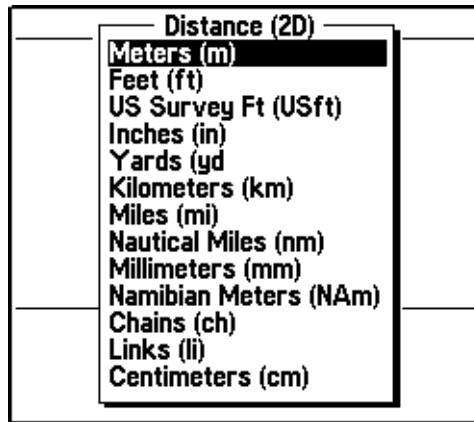 Distance (2D)
Meters (m)
Feet (ft)
US Survey Ft (USft)
Inches (in)
Yards (yd
Kilometers (km)
Miles (mi)
Nautical Miles (nm)
Millimeters (mm)
Namibian Meters (NAm)
Chains (ch)
Links (li)
Centimeters (cm)